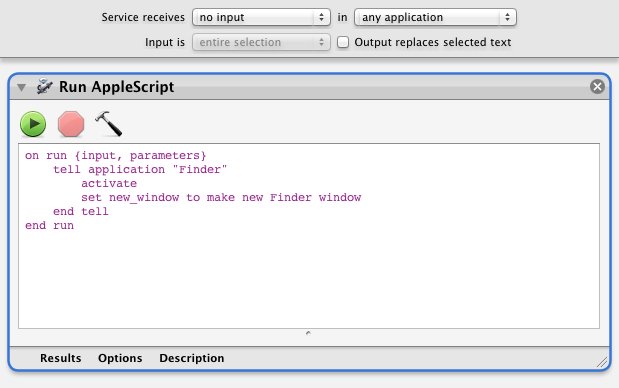 Service receives no input in any application
Input is entire selection Output replaces selected text
Run AppleScript
on run {input, parameters}
tell application "Finder"
activate
set new_window to make new Finder window
end tell
end run
Results Options Description